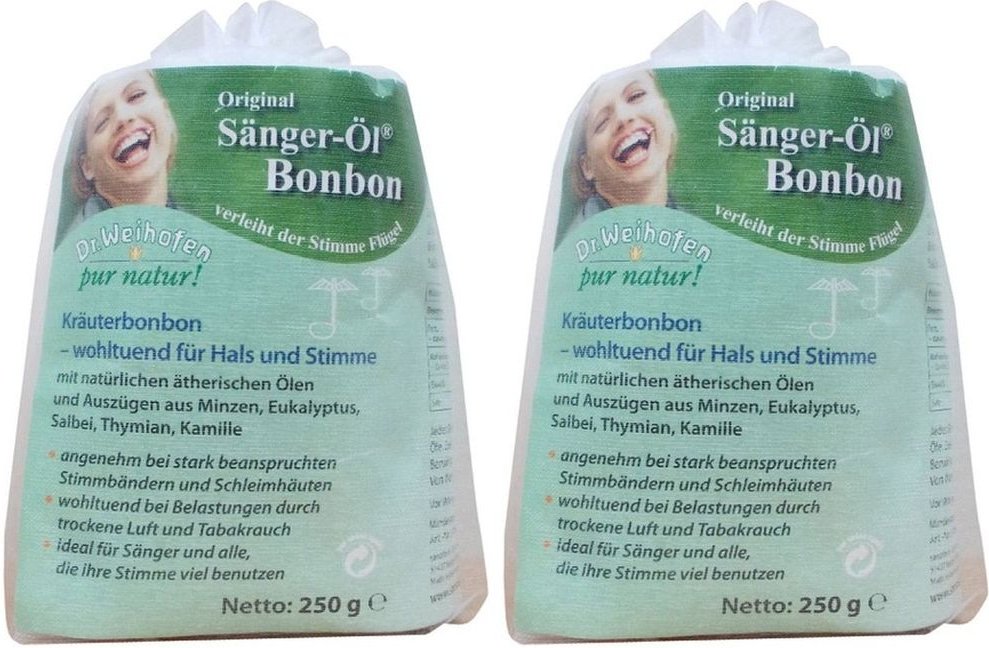 Original
Sänger-Öl®
Bonbon
verleiht der Stimme Flügel
Dr. Weihofen
pur natur!
Kräuterbonbon
– wohltuend für Hals und Stimme
mit natürlichen ätherischen Ölen
und Auszügen aus Minzen, Eukalyptus,
Salbei, Thymian, Kamille
angenehm bei stark beanspruchten
Stimmbändern und Schleimhäuten
wohltuend bei Belastungen durch
trockene Luft und Tabakrauch
ideal für Sänger und alle,
die ihre Stimme viel benutzen
Netto: 250 g ℮
Original
Sänger-Öl®
Bonbon
verleiht der Stimme Flügel
Dr. Weihofen
pur natur!
Kräuterbonbon
– wohltuend für Hals und Stimme
mit natürlichen ätherischen Ölen
und Auszügen aus Minzen, Eukalyptus,
Salbei, Thymian, Kamille
angenehm bei stark beanspruchten
Stimmbändern und Schleimhäuten
wohltuend bei Belastungen durch
trockene Luft und Tabakrauch
ideal für Sänger und alle,
die ihre Stimme viel benutzen
Netto: 250 g ℮